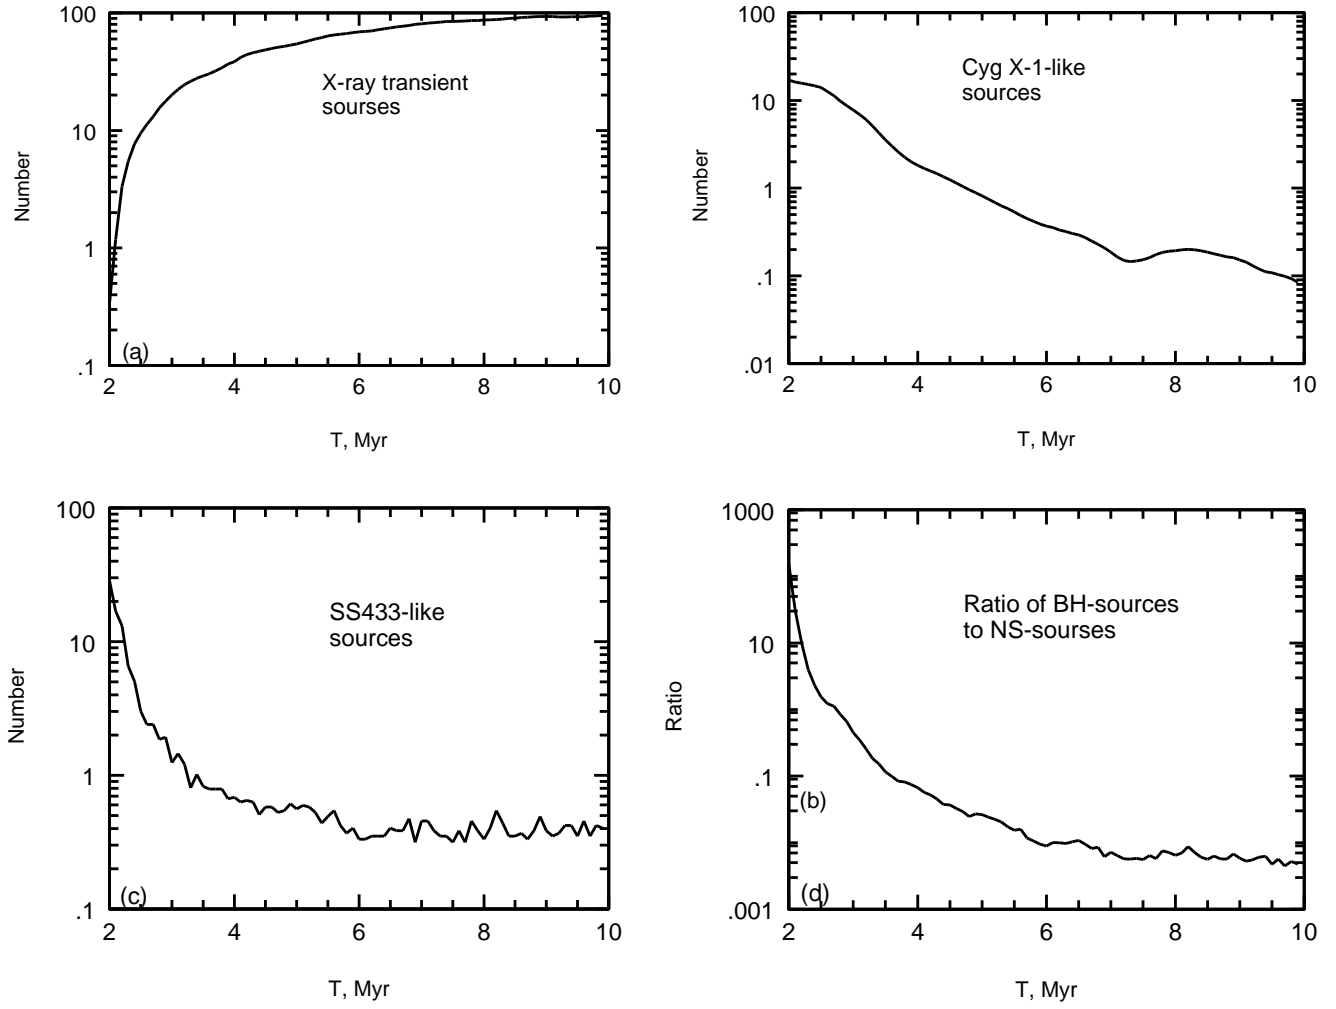 100
10
1
.1
Number
X-ray transient
sourses
(a)
2 4 6 8 10
T, Myr
100
10
1
.1
.01
Number
Cyg X-1-like
sources
2 4 6 8 10
T, Myr
100
10
1
.1
Number
SS433-like
sources
(c)
2 4 6 8 10
T, Myr
1000
10
.1
.001
Ratio
Ratio of BH-sources
to NS-sourses
(b)
(d)
2 4 6 8 10
T, Myr